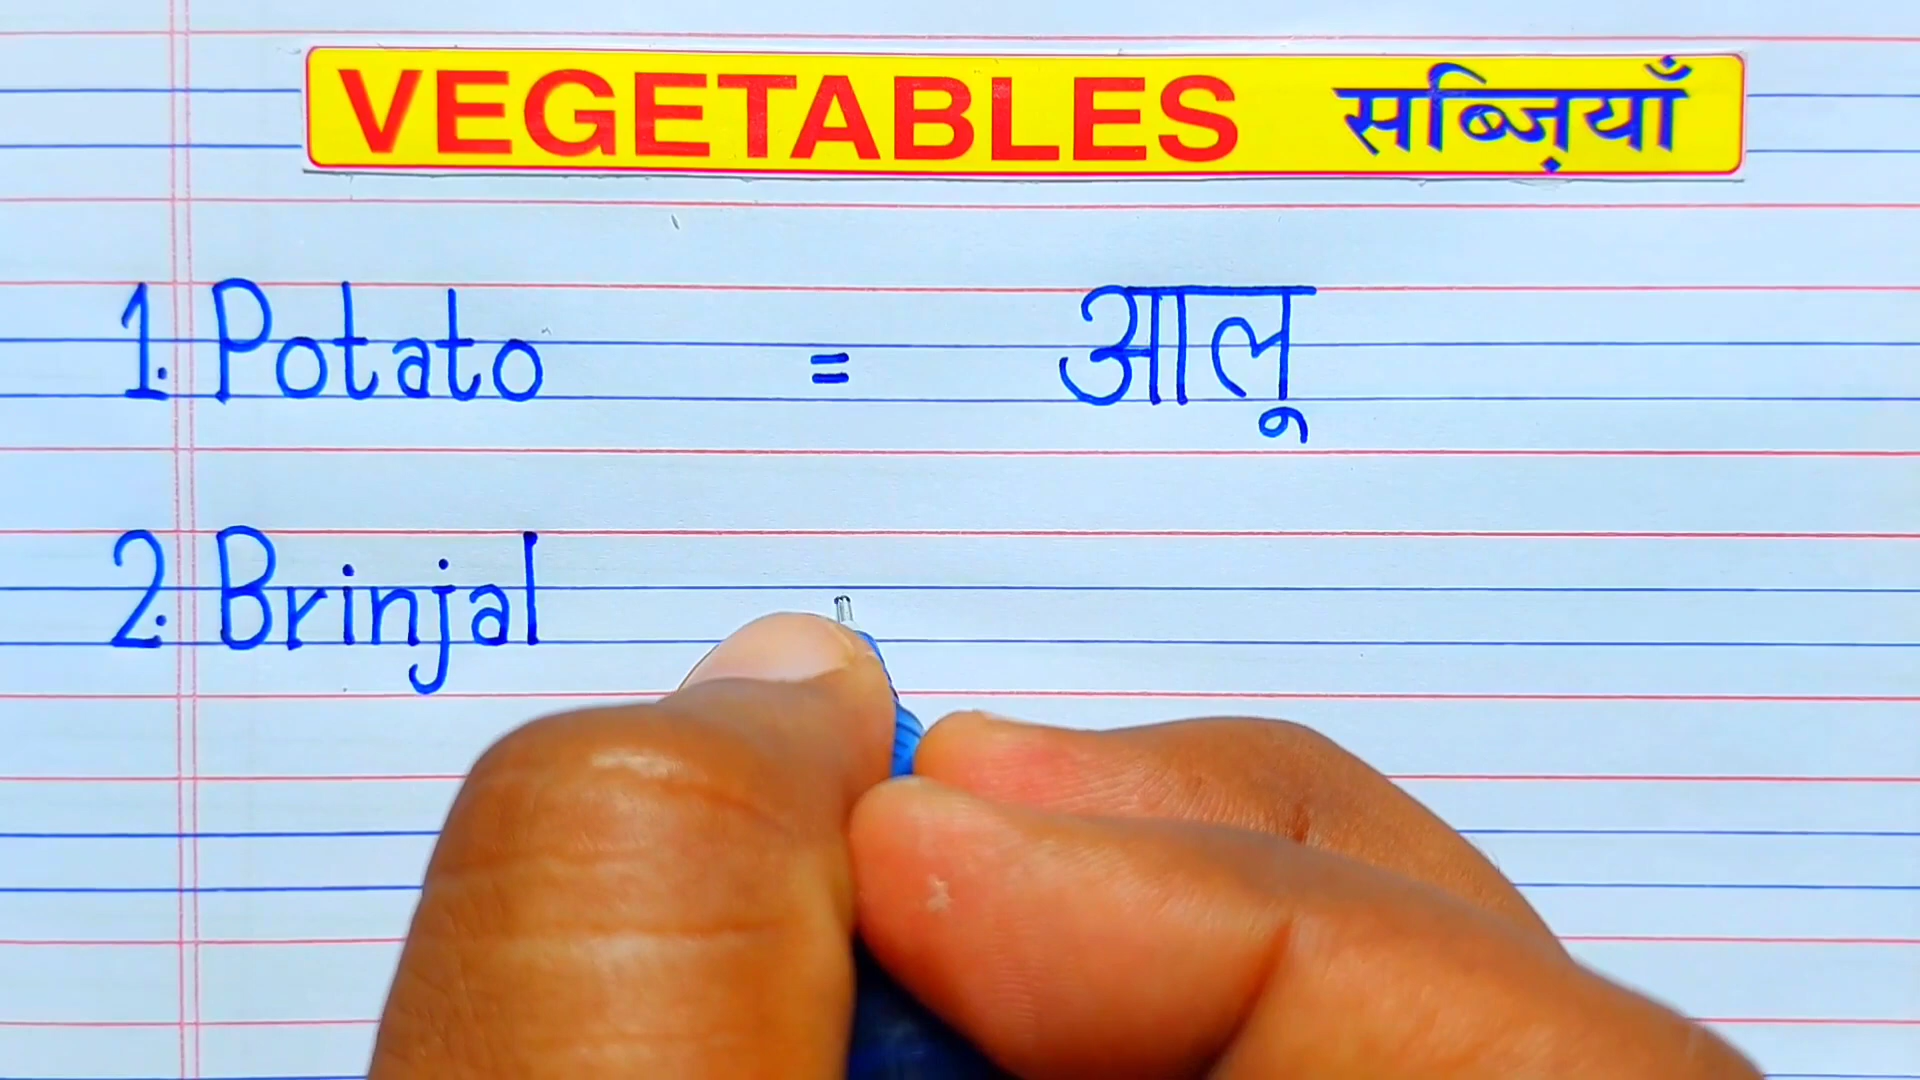 VEGETABLES सब्ज़ियाँ
1. Potato = आलू
2. Brinjal